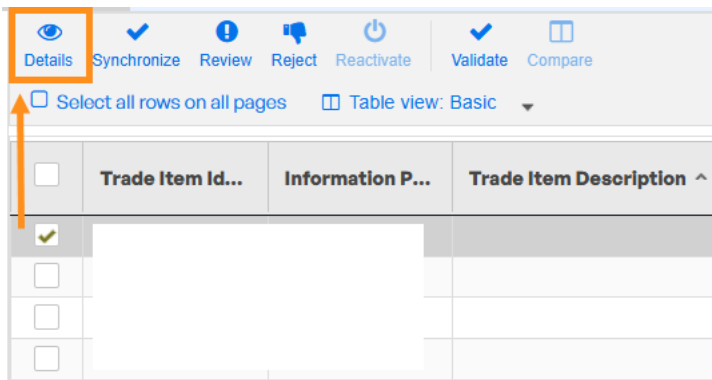 Details Synchronize Review Reject Reactivate Validate Compare
Select all rows on all pages Table view: Basic
Trade Item Id... Information P... Trade Item Description